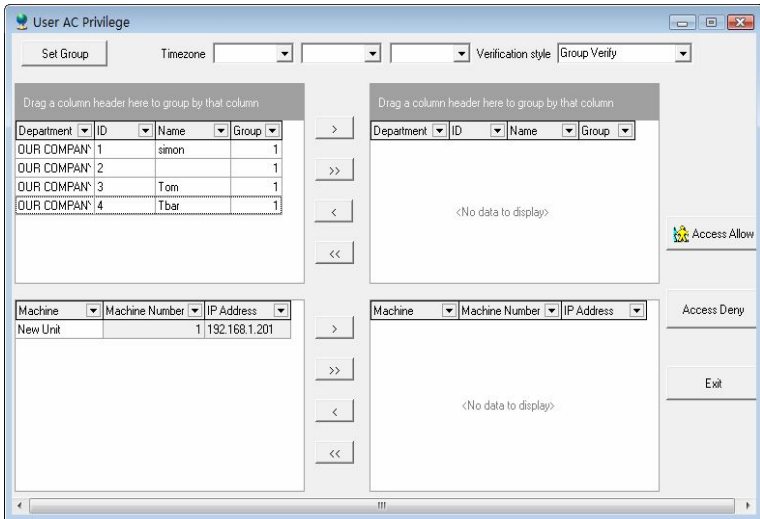 User AC Privilege
Set Group Timezone Verification style Group Verify
Drag a column header here to group by that column
Department ID Name Group
OUR COMPANY 1 simon 1
OUR COMPANY 2 1
OUR COMPANY 3 Tom 1
OUR COMPANY 4 Tbar 1
>
>>
<
<<
Drag a column header here to group by that column
Department ID Name Group
<No data to display>
Access Allow
Machine Machine Number IP Address
New Unit 1 192.168.1.201
>
>>
<
<<
Machine Machine Number IP Address
<No data to display>
Access Deny
Exit